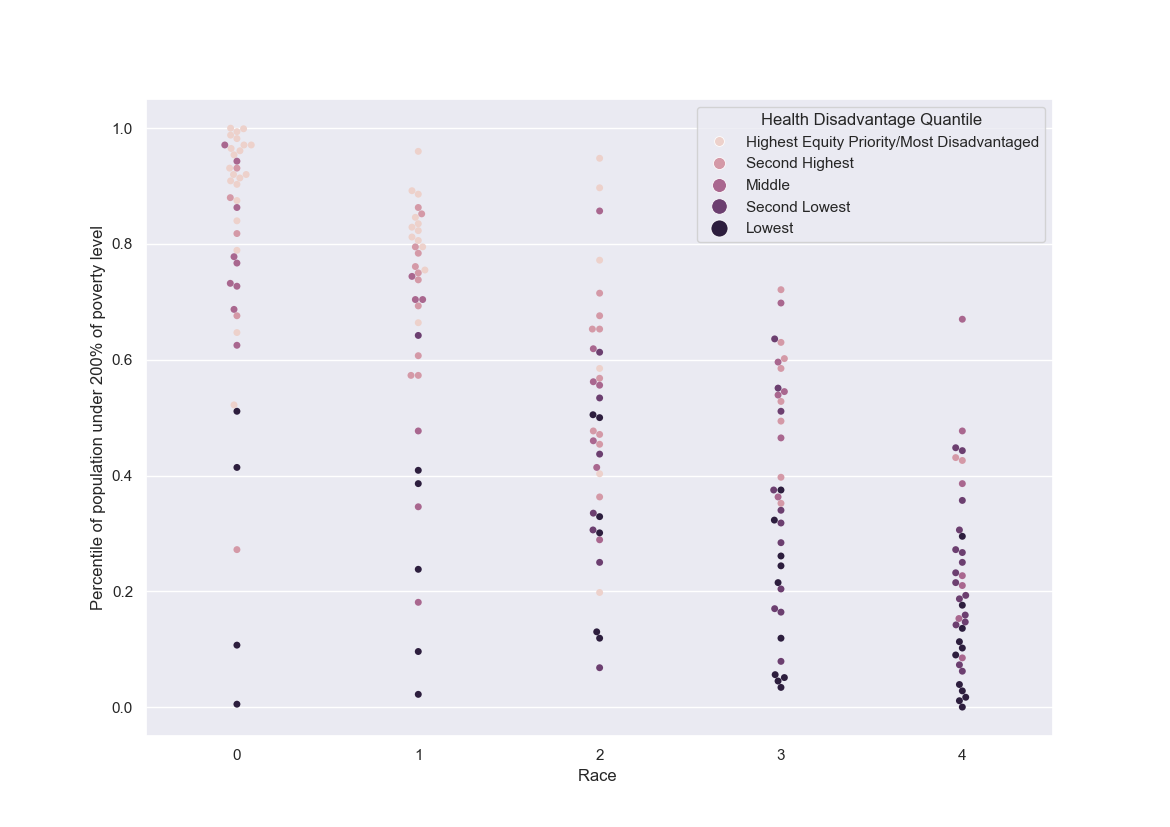 Health Disadvantage Quantile
Highest Equity Priority/Most Disadvantaged
Second Highest
Middle
Second Lowest
Lowest
Percentile of population under 200% of poverty level
1.0
0.8
0.6
0.4
0.2
0.0
0 1 2 3 4
Race